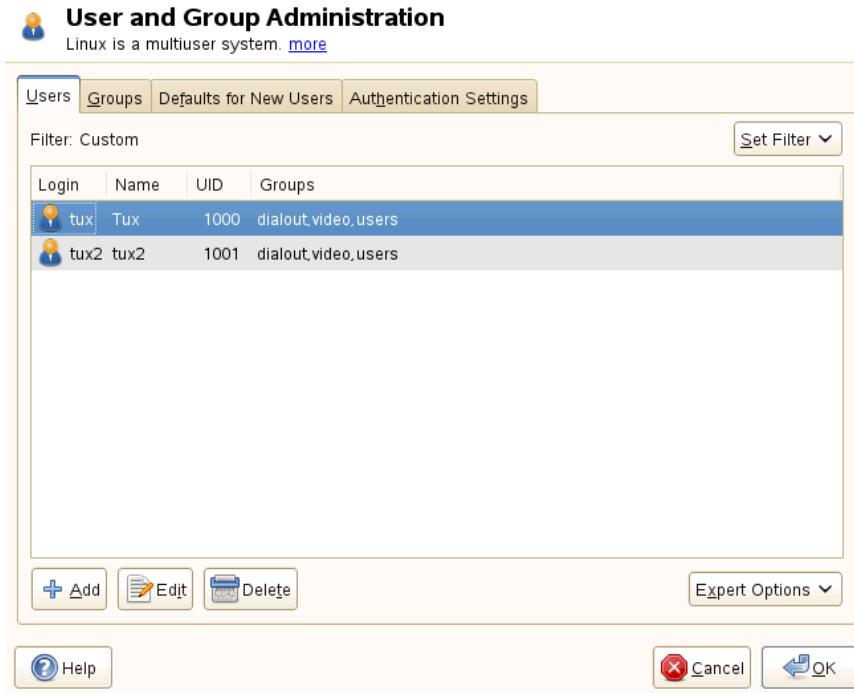 User and Group Administration
Linux is a multiuser system. more
Users Groups Defaults for New Users Authentication Settings
Filter: Custom Set Filter
Login Name UID Groups
tux Tux 1000 dialout,video,users
tux2 tux2 1001 dialout,video,users
Add Edit Delete Expert Options
Help Cancel OK